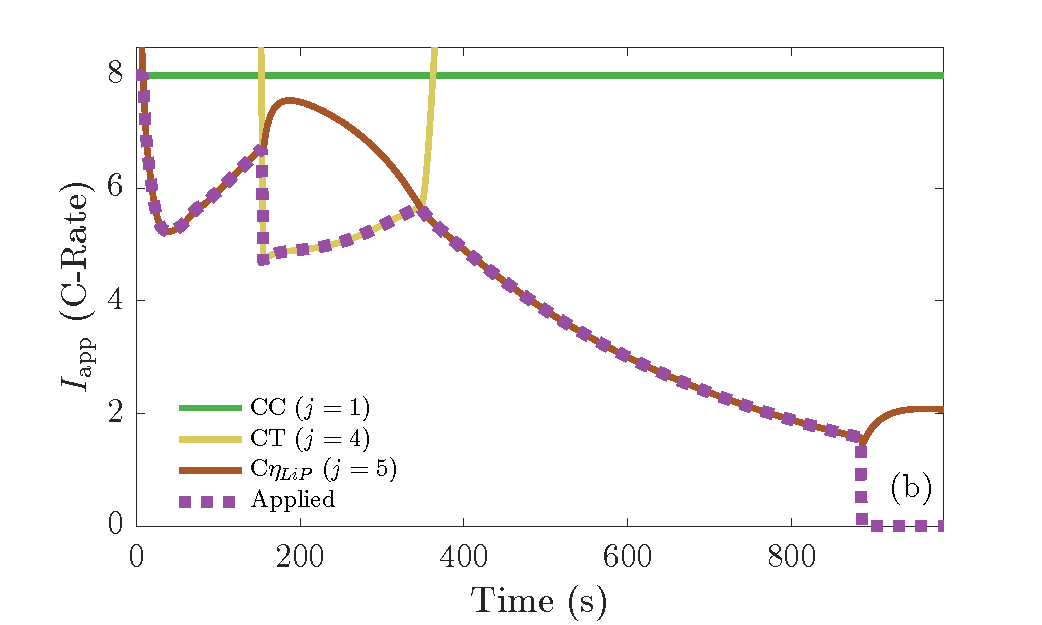 8
6
4
2
0
0 200 400 600 800
I_app (C-Rate)
Time (s)
CC (j = 1)
CT (j = 4)
Cη_LiP (j = 5)
Applied
(b)